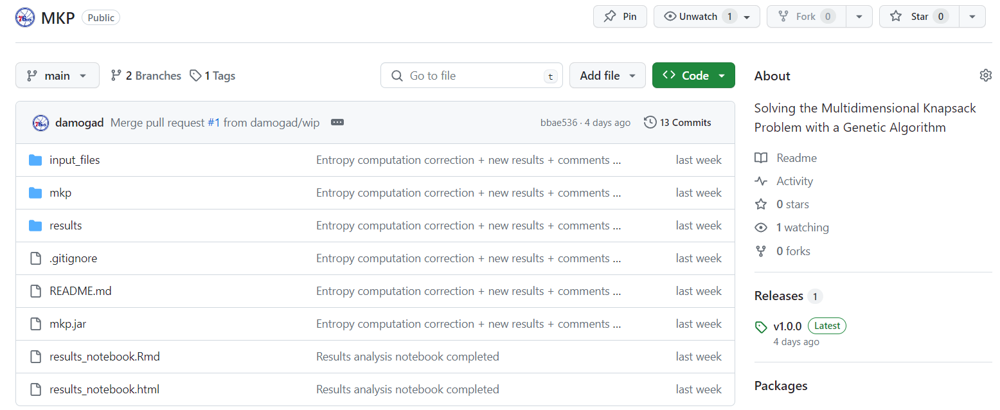 MKP Public Pin Unwatch 1 Fork 0 Star 0
main 2 Branches 1 Tags Go to file t Add file Code
damogad Merge pull request #1 from damogad/wip bbae536 · 4 days ago 13 Commits
input_files Entropy computation correction + new results + comments ... last week
mkp Entropy computation correction + new results + comments ... last week
results Entropy computation correction + new results + comments ... last week
.gitignore Entropy computation correction + new results + comments ... last week
README.md Entropy computation correction + new results + comments ... last week
mkp.jar Entropy computation correction + new results + comments ... last week
results_notebook.Rmd Results analysis notebook completed last week
results_notebook.html Results analysis notebook completed last week
About
Solving the Multidimensional Knapsack
Problem with a Genetic Algorithm
Readme
Activity
0 stars
1 watching
0 forks
Releases 1
v1.0.0 Latest
4 days ago
Packages